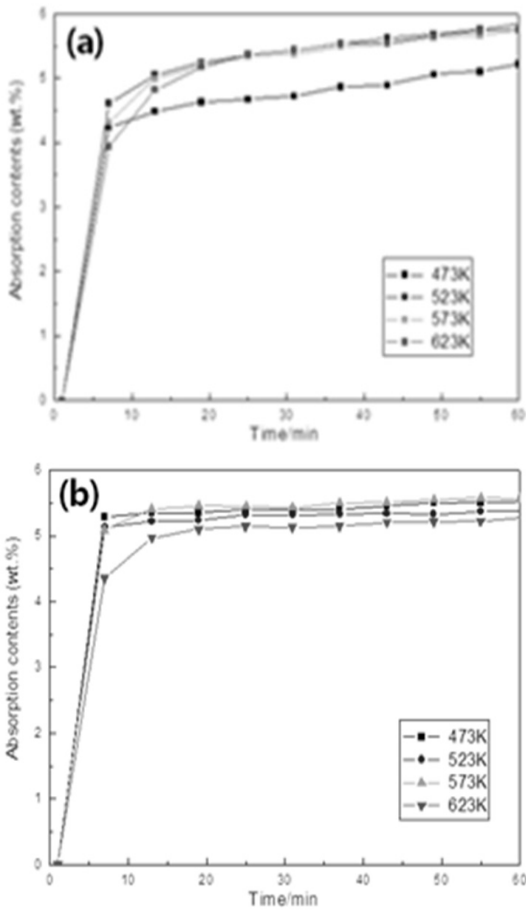 (a)
6
5
4
3
2
1
0
Absorption contents (wt.%)
473K
523K
573K
623K
0 10 20 30 40 50 60
Time/min
(b)
6
5
4
3
2
1
0
Absorption contents (wt.%)
473K
523K
573K
623K
0 10 20 30 40 50 60
Time/min